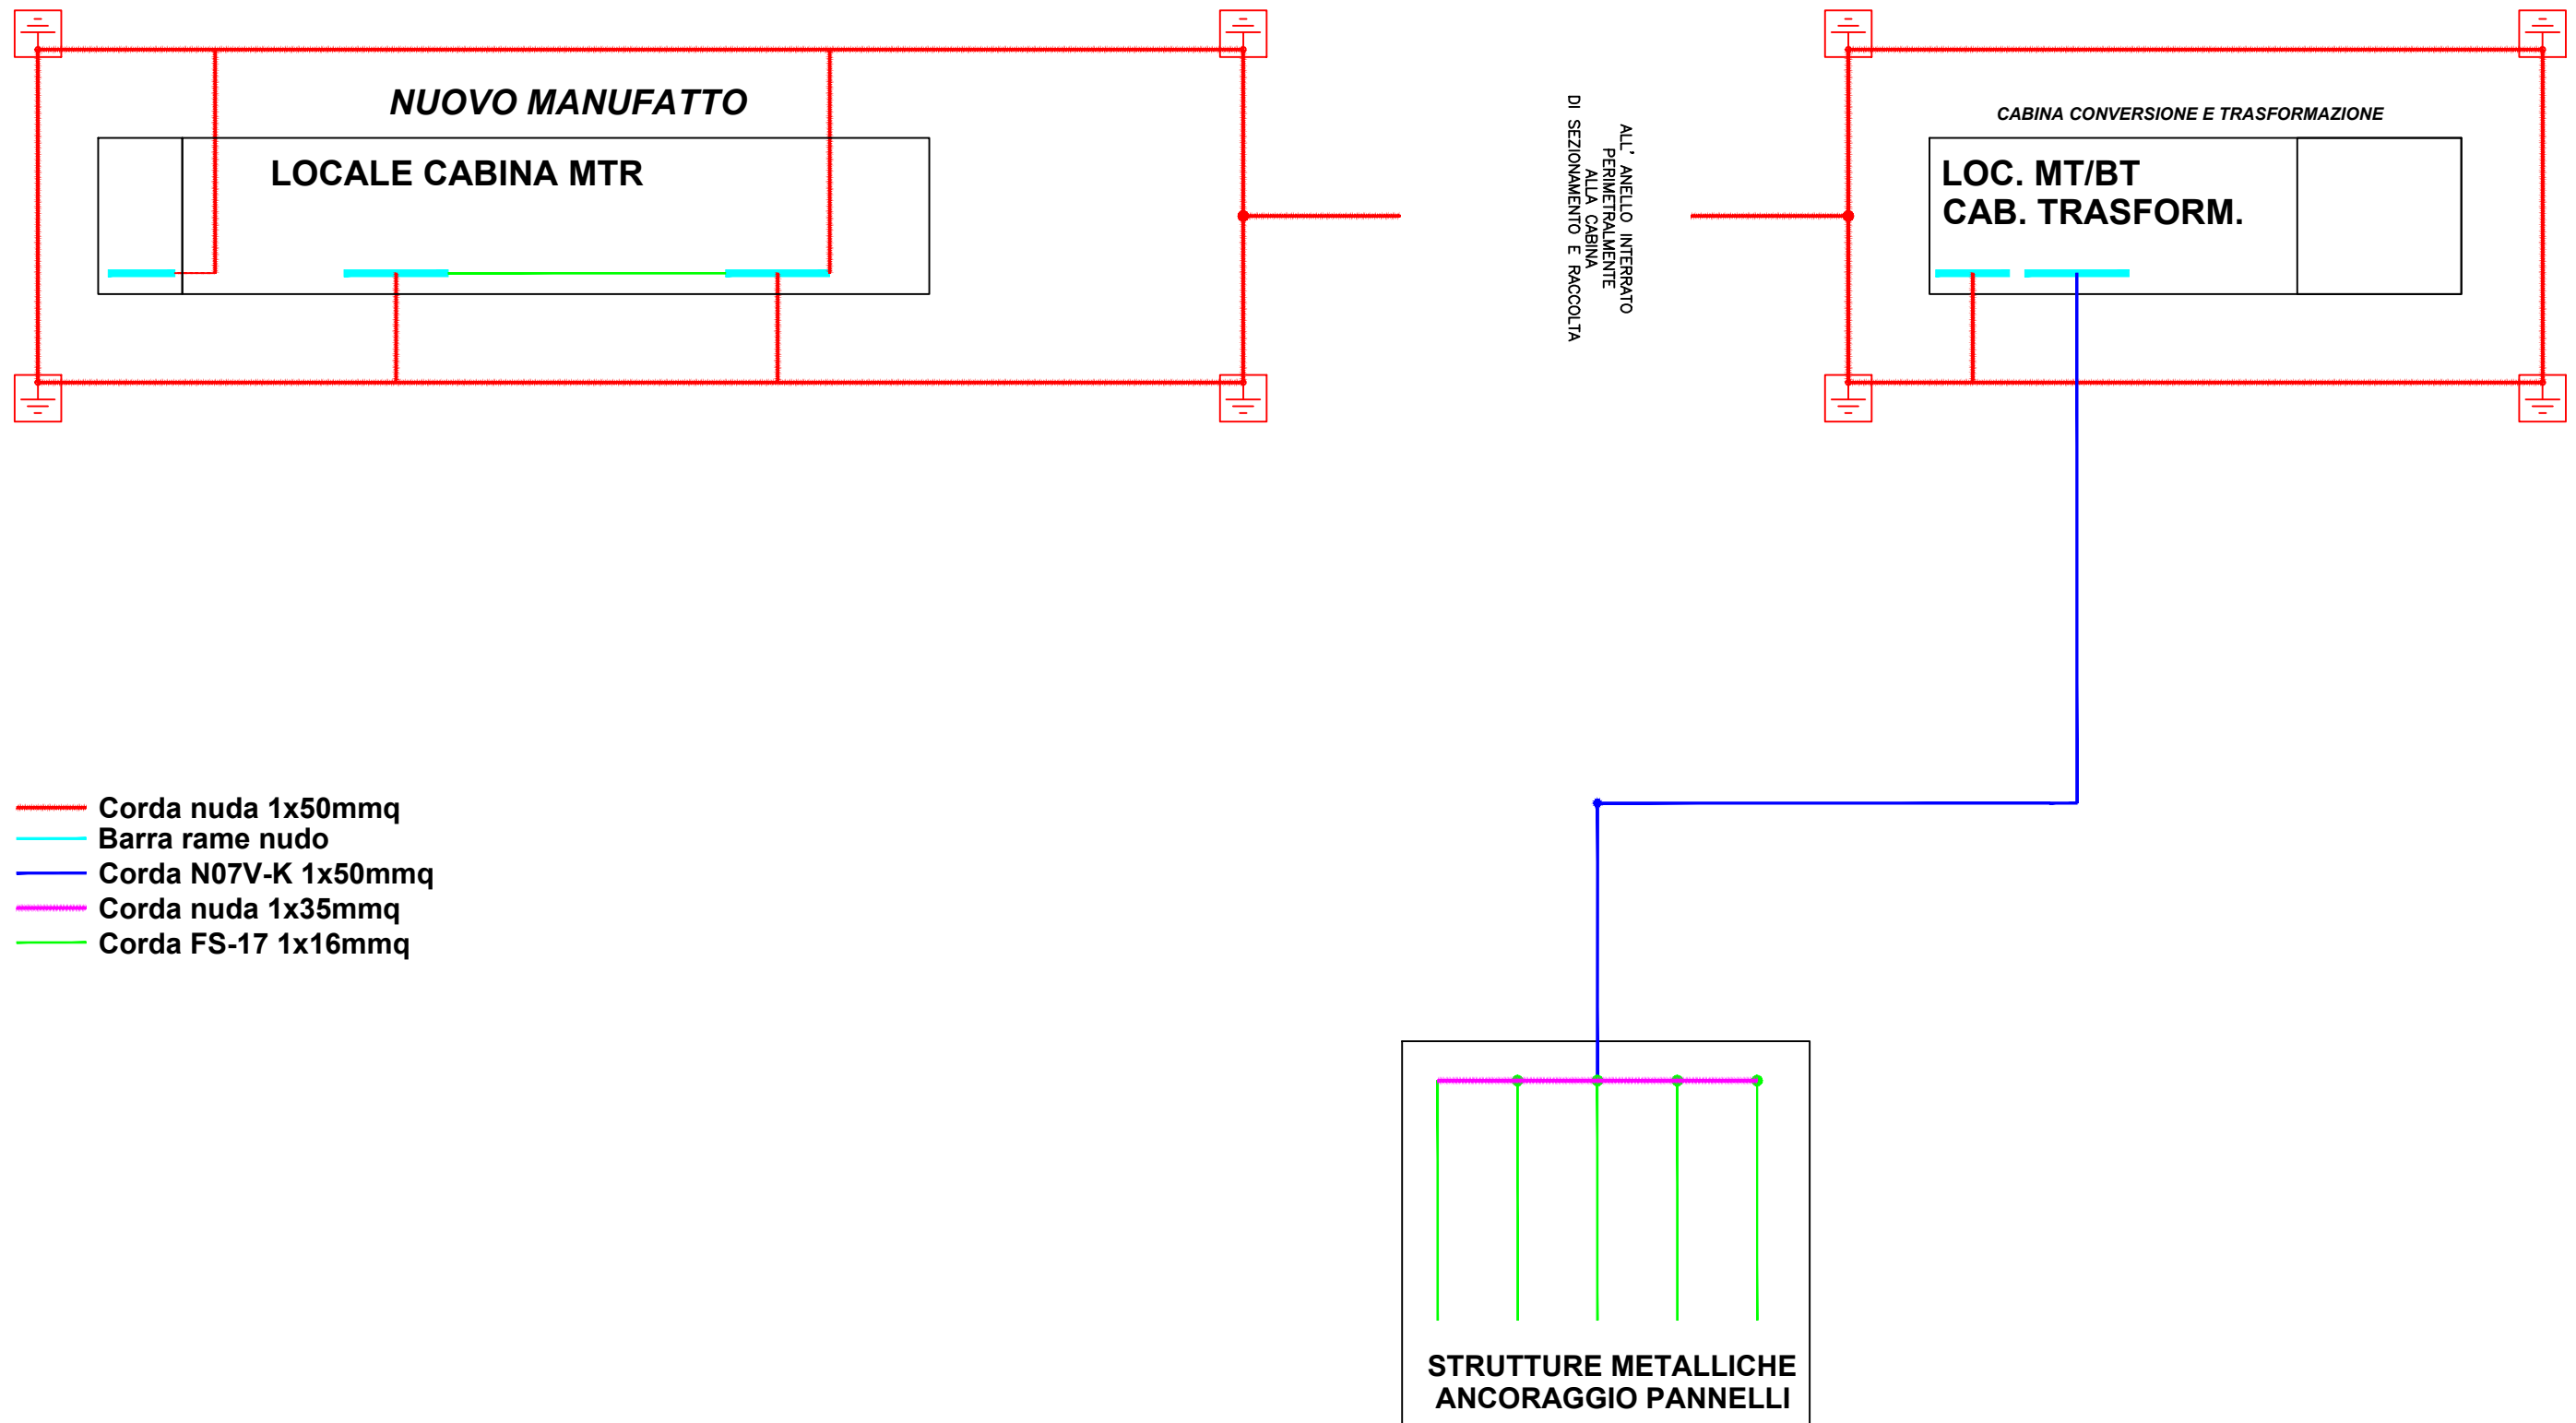 NUOVO MANUFATTO
LOCALE CABINA MTR
ALL' ANELLO INTERRATO
PERIMETRALMENTE
ALLA CABINA
DI SEZIONAMENTO E RACCOLTA
CABINA CONVERSIONE E TRASFORMAZIONE
LOC. MT/BT
CAB. TRASFORM.
Corda nuda 1x50mmq
Barra rame nudo
Corda N07V-K 1x50mmq
Corda nuda 1x35mmq
Corda FS-17 1x16mmq
STRUTTURE METALLICHE
ANCORAGGIO PANNELLI